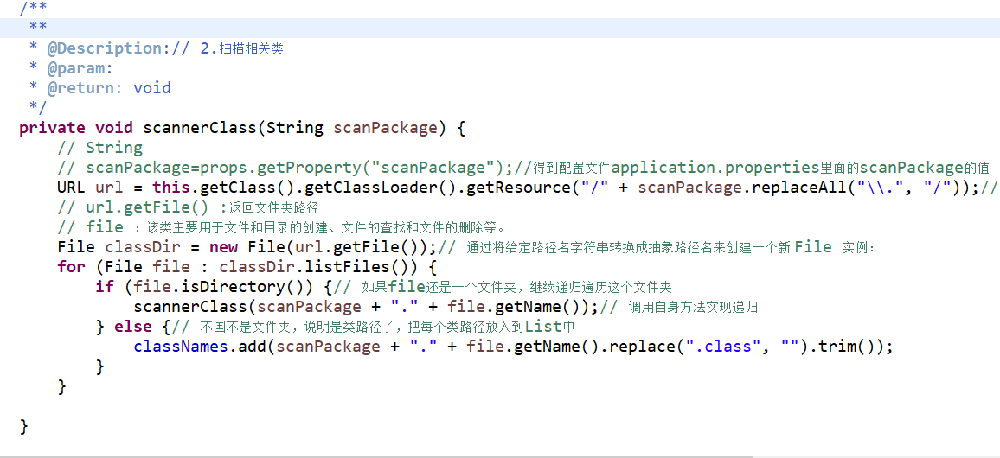 /**
 **
 * @Description:// 2.扫描相关类
 * @param:
 * @return: void
 */
private void scannerClass(String scanPackage) {
    // String
    // scanPackage=props.getProperty("scanPackage");//得到配置文件application.properties里面的scanPackage的值
    URL url = this.getClass().getClassLoader().getResource("/" + scanPackage.replaceAll("\\.", "/"));//
    // url.getFile() :返回文件夹路径
    // file :该类主要用于文件和目录的创建、文件的查找和文件的删除等。
    File classDir = new File(url.getFile());// 通过将给定路径名字符串转换成抽象路径名来创建一个新 File 实例:
    for (File file : classDir.listFiles()) {
        if (file.isDirectory()) {// 如果file还是一个文件夹，继续递归遍历这个文件夹
            scannerClass(scanPackage + "." + file.getName());// 调用自身方法实现递归
        } else {// 不国不是文件夹，说明是类路径了，把每个类路径放入到List中
            classNames.add(scanPackage + "." + file.getName().replace(".class", "").trim());
        }
    }
}